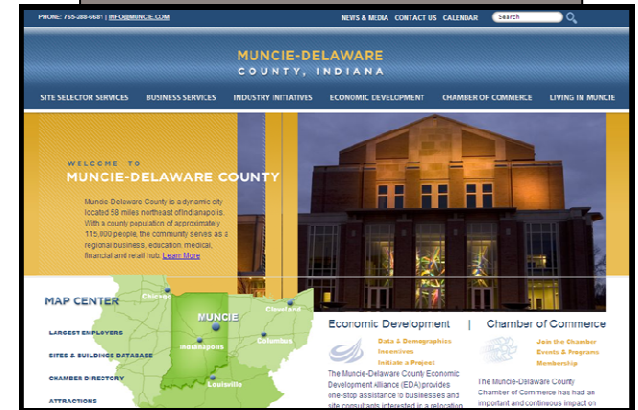 PHONE: 765-288-6681 | INFO@MUNCIE.COM
NEWS & MEDIA CONTACT US CALENDAR Search
MUNCIE-DELAWARE
COUNTY, INDIANA
SITE SELECTOR SERVICES BUSINESS SERVICES INDUSTRY INITIATIVES ECONOMIC DEVELOPMENT CHAMBER OF COMMERCE LIVING IN MUNCIE
WELCOME TO
MUNCIE-DELAWARE COUNTY
Muncie-Delaware County is a dynamic city
located 58 miles northeast of Indianapolis.
With a county population of approximately
115,000 people, the community serves as a
regional business, education, medical,
financial and retail hub. Learn More
MAP CENTER
LARGEST EMPLOYERS
SITES & BUILDINGS DATABASE
CHAMBER DIRECTORY
ATTRACTIONS
Chicago
Cleveland
MUNCIE
Indianapolis
Columbus
Louisville
Economic Development | Chamber of Commerce
Data & Demographics
Incentives
Initiate a Project
The Muncie-Delaware County Economic
Development Alliance (EDA) provides
one-stop assistance to businesses and
site consultants interested in a relocation
Join the Chamber
Events & Programs
Membership
The Muncie-Delaware County
Chamber of Commerce has had an
important and continuous impact on